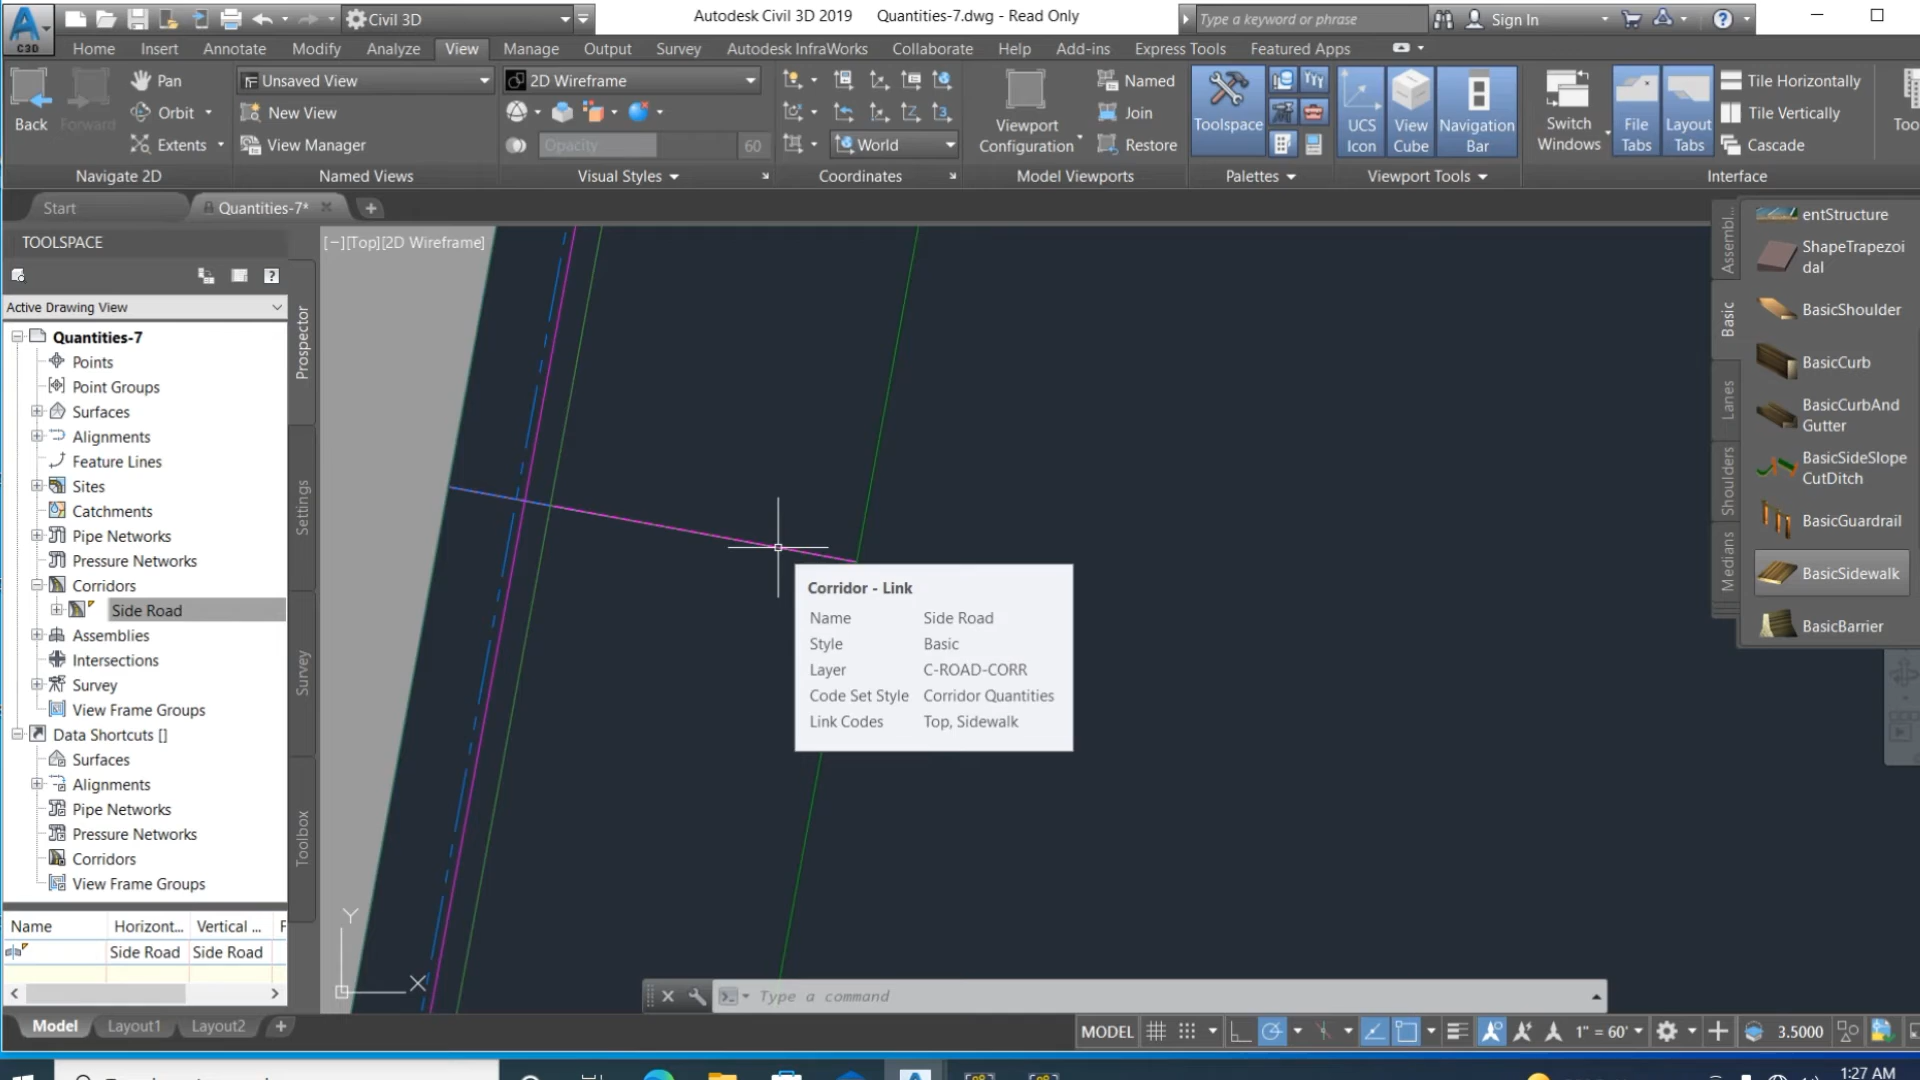 C3D
Civil 3D
Autodesk Civil 3D 2019 Quantities-7.dwg - Read Only
Type a keyword or phrase
Sign In
Home Insert Annotate Modify Analyze View Manage Output Survey Autodesk InfraWorks Collaborate Help Add-ins Express Tools Featured Apps
Back
Forward
Pan
Orbit
Extents
Navigate 2D
Unsaved View
New View
View Manager
Named Views
2D Wireframe
Opacity 60
Visual Styles
World
Coordinates
Viewport
Configuration
Named
Join
Restore
Model Viewports
Toolspace
Palettes
UCS
Icon
View
Cube
Navigation
Bar
Viewport Tools
Switch
Windows
File
Tabs
Layout
Tabs
Tile Horizontally
Tile Vertically
Cascade
Interface
Start
Quantities-7*
TOOLSPACE
Active Drawing View
Quantities-7
Points
Point Groups
Surfaces
Alignments
Feature Lines
Sites
Catchments
Pipe Networks
Pressure Networks
Corridors
Side Road
Assemblies
Intersections
Survey
View Frame Groups
Data Shortcuts []
Surfaces
Alignments
Pipe Networks
Pressure Networks
Corridors
View Frame Groups
Prospector
Settings
Survey
Toolbox
Name Horizont... Vertical ...
Side Road Side Road
[−][Top][2D Wireframe]
Corridor - Link
Name Side Road
Style Basic
Layer C-ROAD-CORR
Code Set Style Corridor Quantities
Link Codes Top, Sidewalk
Y
X
Assembl...
Basic
Lanes
Shoulders
Medians
entStructure
ShapeTrapezoi
dal
BasicShoulder
BasicCurb
BasicCurbAnd
Gutter
BasicSideSlope
CutDitch
BasicGuardrail
BasicSidewalk
BasicBarrier
Type a command
Model Layout1 Layout2
MODEL 1" = 60' 3.5000
1:27 AM